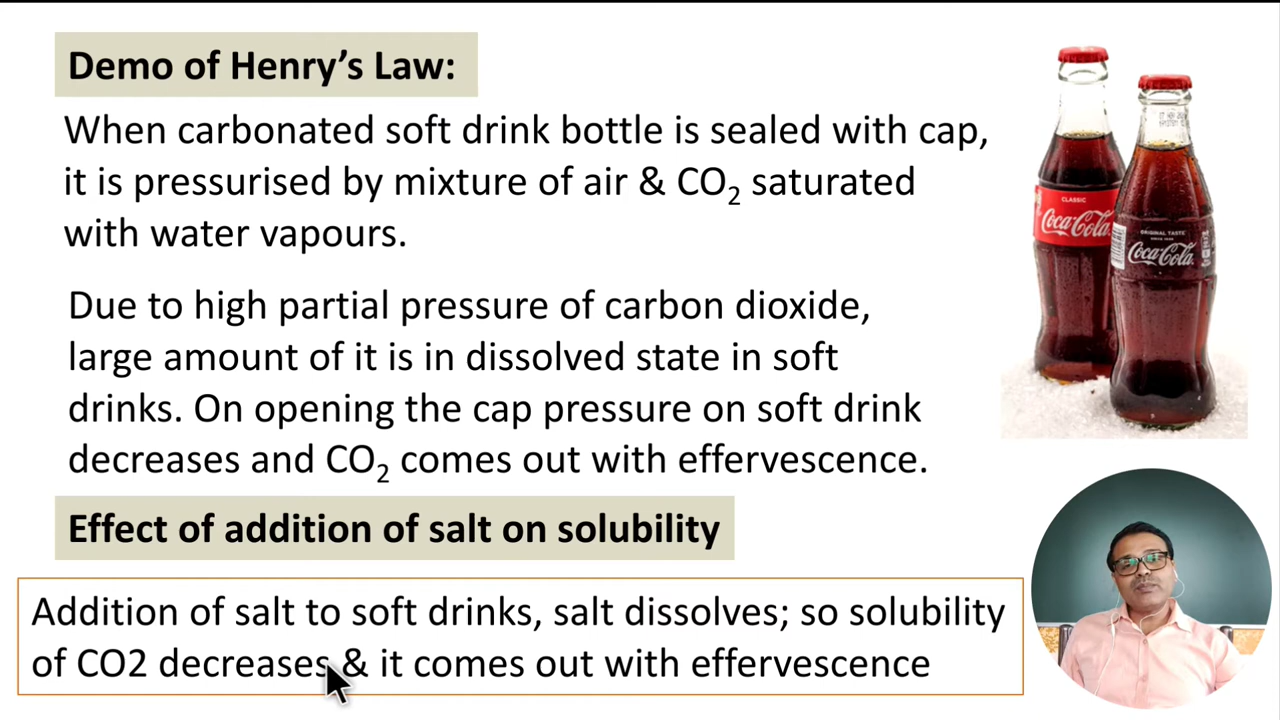 Demo of Henry's Law:
When carbonated soft drink bottle is sealed with cap,
it is pressurised by mixture of air & CO₂ saturated
with water vapours.
Due to high partial pressure of carbon dioxide,
large amount of it is in dissolved state in soft
drinks. On opening the cap pressure on soft drink
decreases and CO₂ comes out with effervescence.
Effect of addition of salt on solubility
Addition of salt to soft drinks, salt dissolves; so solubility
of CO2 decreases & it comes out with effervescence
CLASSIC
Coca-Cola
ORIGINAL TASTE
Coca-Cola